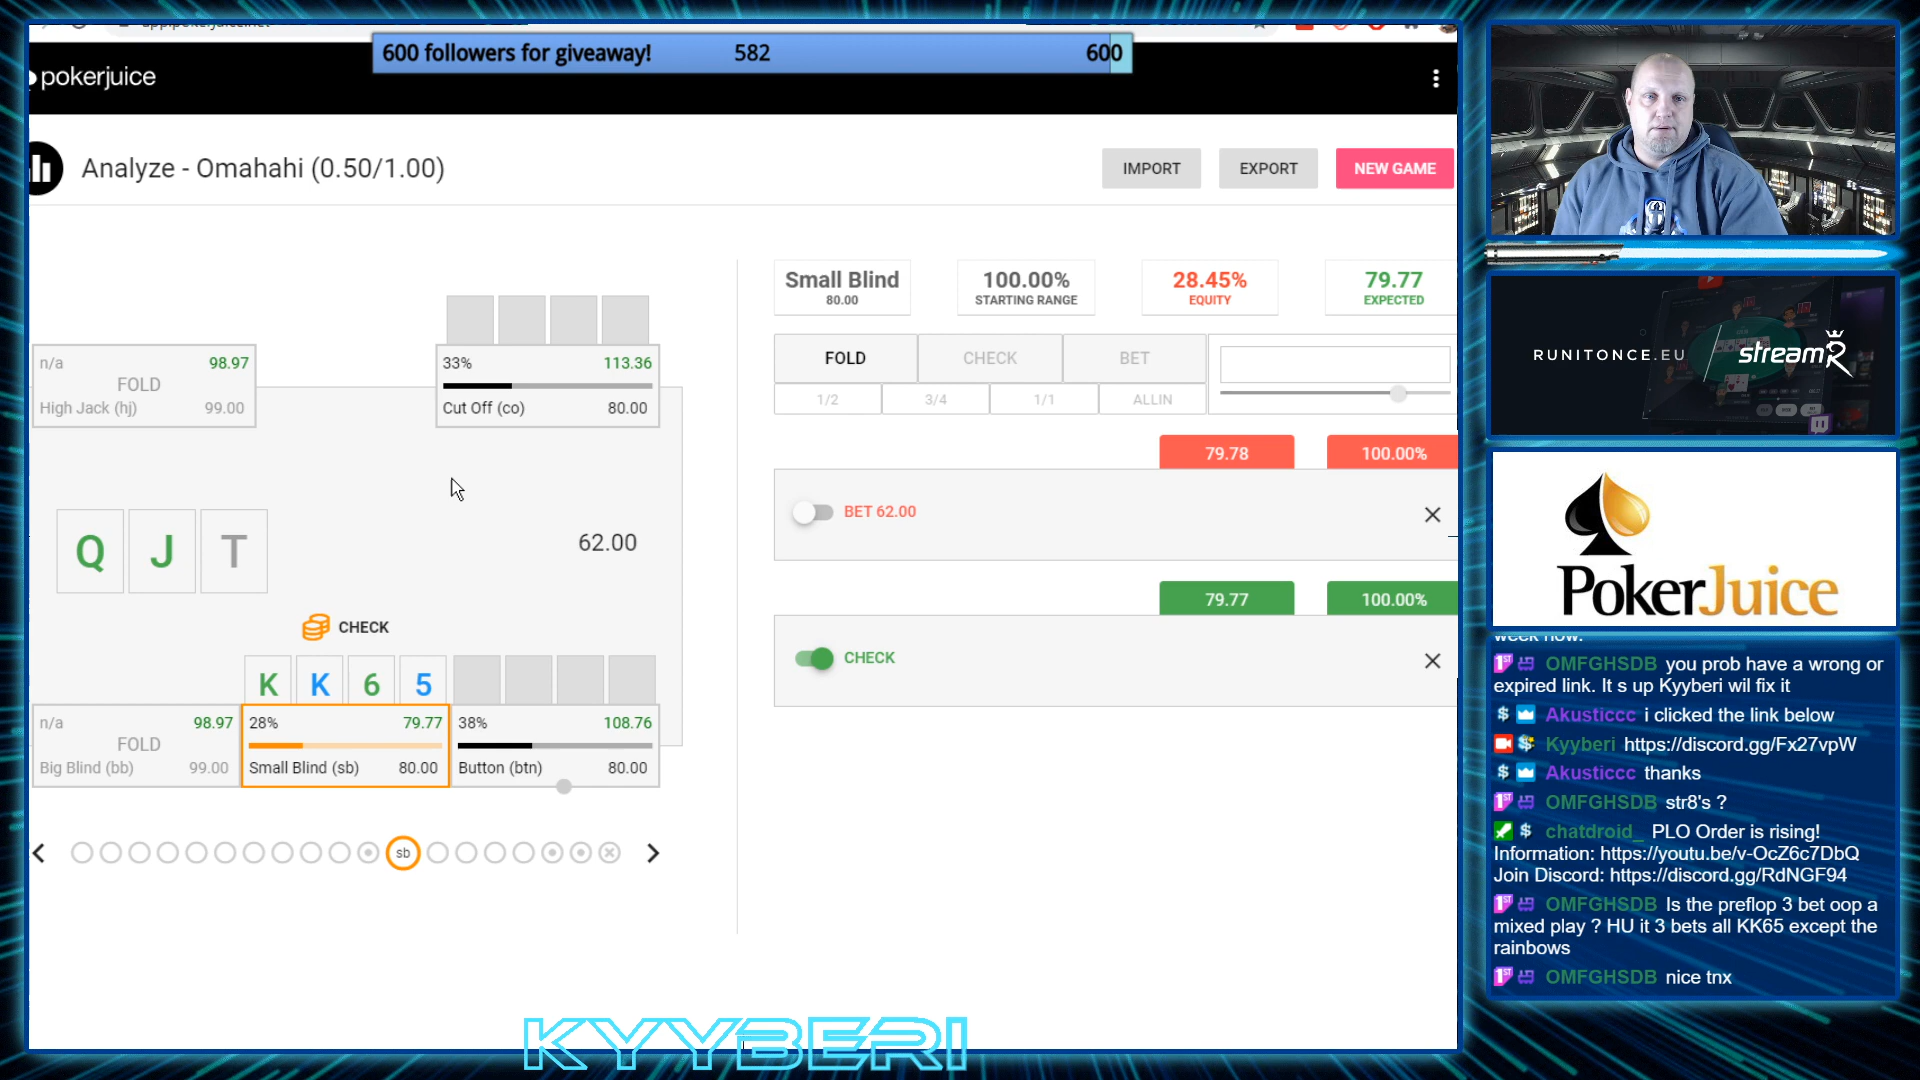 600 followers for giveaway! 582 600
pokerjuice
Analyze - Omahahi (0.50/1.00)
IMPORT EXPORT NEW GAME
n/a 98.97
FOLD
High Jack (hj) 99.00
33% 113.36
Cut Off (co) 80.00
Q J T
62.00
CHECK
K K 6 5
n/a 98.97
FOLD
Big Blind (bb) 99.00
28% 79.77
Small Blind (sb) 80.00
38% 108.76
Button (btn) 80.00
sb
Small Blind
80.00
100.00%
STARTING RANGE
28.45%
EQUITY
79.77
EXPECTED
FOLD CHECK BET
1/2 3/4 1/1 ALLIN
79.78 100.00%
BET 62.00
79.77 100.00%
CHECK
KYYBERI
RUNITONCE.EU streamR
PokerJuice
week now.
OMFGHSDB you prob have a wrong or
expired link. It s up Kyyberi wil fix it
Akusticcc i clicked the link below
Kyyberi https://discord.gg/Fx27vpW
Akusticcc thanks
OMFGHSDB str8's ?
chatdroid_ PLO Order is rising!
Information: https://youtu.be/v-OcZ6c7DbQ
Join Discord: https://discord.gg/RdNGF94
OMFGHSDB Is the preflop 3 bet oop a
mixed play ? HU it 3 bets all KK65 except the
rainbows
OMFGHSDB nice tnx